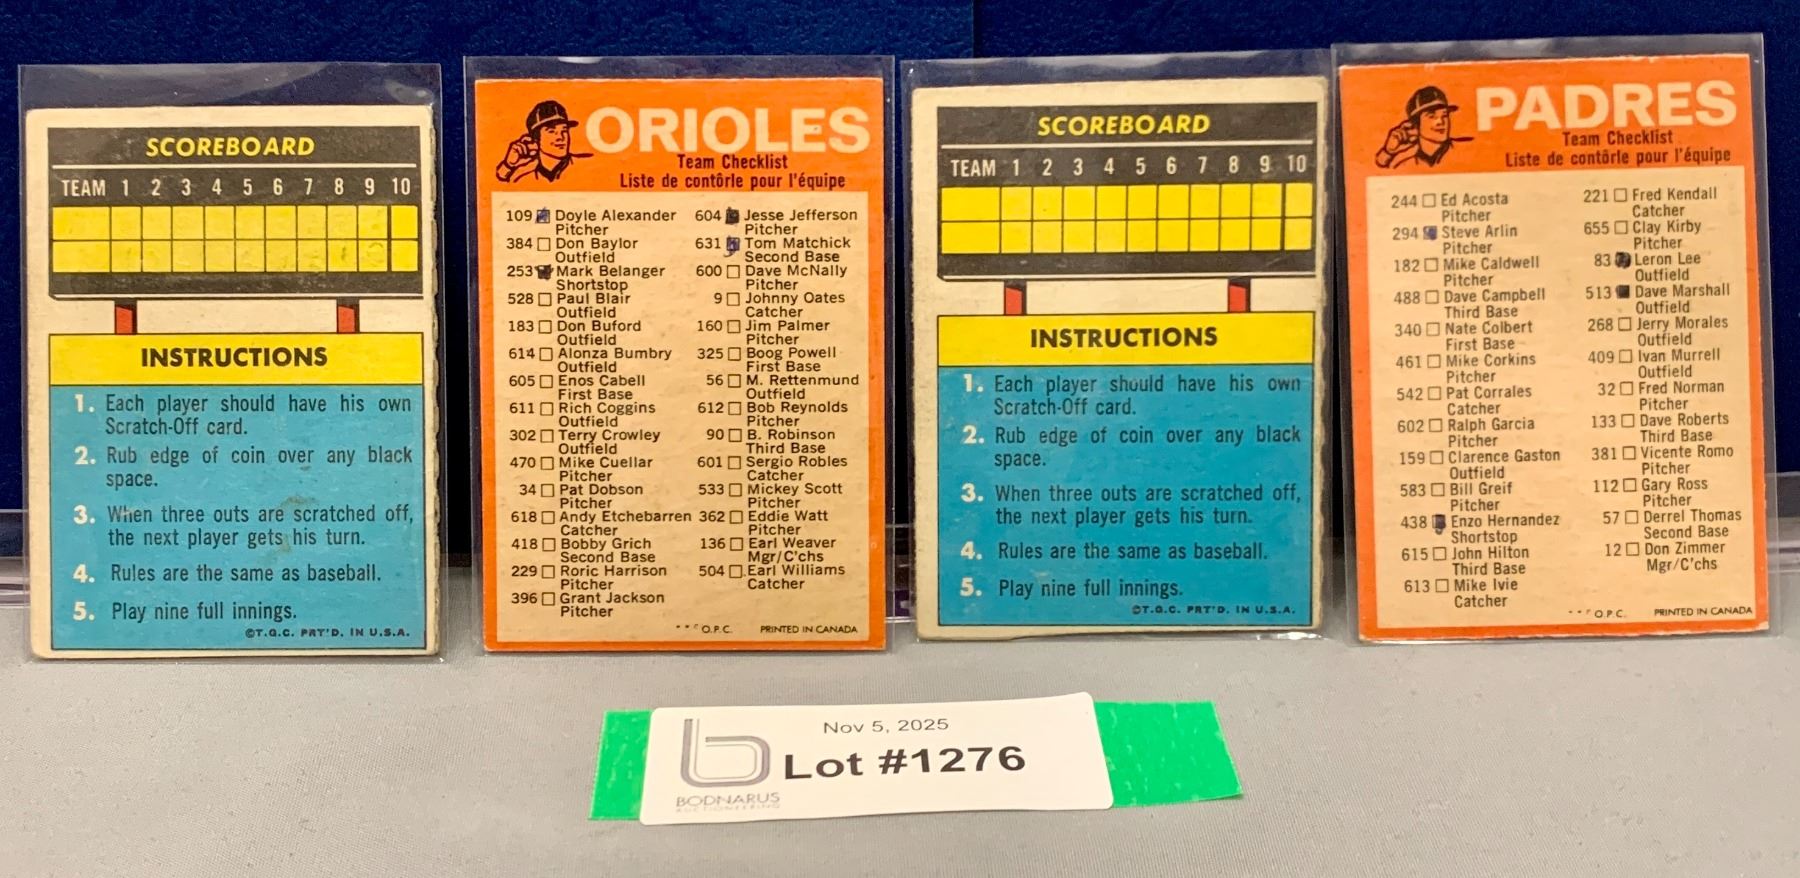 SCOREBOARD
TEAM 1 2 3 4 5 6 7 8 9 10
INSTRUCTIONS
1. Each player should have his own
Scratch-Off card.
2. Rub edge of coin over any black
space.
3. When three outs are scratched off,
the next player gets his turn.
4. Rules are the same as baseball.
5. Play nine full innings.
©T.G.C. PRT'D. IN U.S.A.
ORIOLES
Team Checklist
Liste de contôrle pour l'équipe
109 Doyle Alexander
Pitcher
384 Don Baylor
Outfield
253 Mark Belanger
Shortstop
528 Paul Blair
Outfield
183 Don Buford
Outfield
614 Alonza Bumbry
Outfield
605 Enos Cabell
First Base
611 Rich Coggins
Outfield
302 Terry Crowley
Outfield
470 Mike Cuellar
Pitcher
34 Pat Dobson
Pitcher
618 Andy Etchebarren
Catcher
418 Bobby Grich
Second Base
229 Roric Harrison
Pitcher
396 Grant Jackson
Pitcher
604 Jesse Jefferson
Pitcher
631 Tom Matchick
Second Base
600 Dave McNally
Pitcher
9 Johnny Oates
Catcher
160 Jim Palmer
Pitcher
325 Boog Powell
First Base
56 M. Rettenmund
Outfield
612 Bob Reynolds
Pitcher
90 B. Robinson
Third Base
601 Sergio Robles
Catcher
533 Mickey Scott
Pitcher
362 Eddie Watt
Pitcher
136 Earl Weaver
Mgr/C'chs
504 Earl Williams
Catcher
***O.P.C. PRINTED IN CANADA
SCOREBOARD
TEAM 1 2 3 4 5 6 7 8 9 10
INSTRUCTIONS
1. Each player should have his own
Scratch-Off card.
2. Rub edge of coin over any black
space.
3. When three outs are scratched off,
the next player gets his turn.
4. Rules are the same as baseball.
5. Play nine full innings.
©T.G.C. PRT'D. IN U.S.A.
PADRES
Team Checklist
Liste de contôrle pour l'équipe
244 Ed Acosta
Pitcher
294 Steve Arlin
Pitcher
182 Mike Caldwell
Pitcher
488 Dave Campbell
Third Base
340 Nate Colbert
First Base
461 Mike Corkins
Pitcher
542 Pat Corrales
Catcher
602 Ralph Garcia
Pitcher
159 Clarence Gaston
Outfield
583 Bill Greif
Pitcher
438 Enzo Hernandez
Shortstop
615 John Hilton
Third Base
613 Mike Ivie
Catcher
221 Fred Kendall
Catcher
655 Clay Kirby
Pitcher
83 Leron Lee
Outfield
513 Dave Marshall
Outfield
268 Jerry Morales
Outfield
409 Ivan Murrell
Outfield
32 Fred Norman
Pitcher
133 Dave Roberts
Third Base
381 Vicente Romo
Pitcher
112 Gary Ross
Pitcher
57 Derrel Thomas
Second Base
12 Don Zimmer
Mgr/C'chs
***O.P.C. PRINTED IN CANADA
Nov 5, 2025
Lot #1276
BODNARUS
AUCTIONEERING